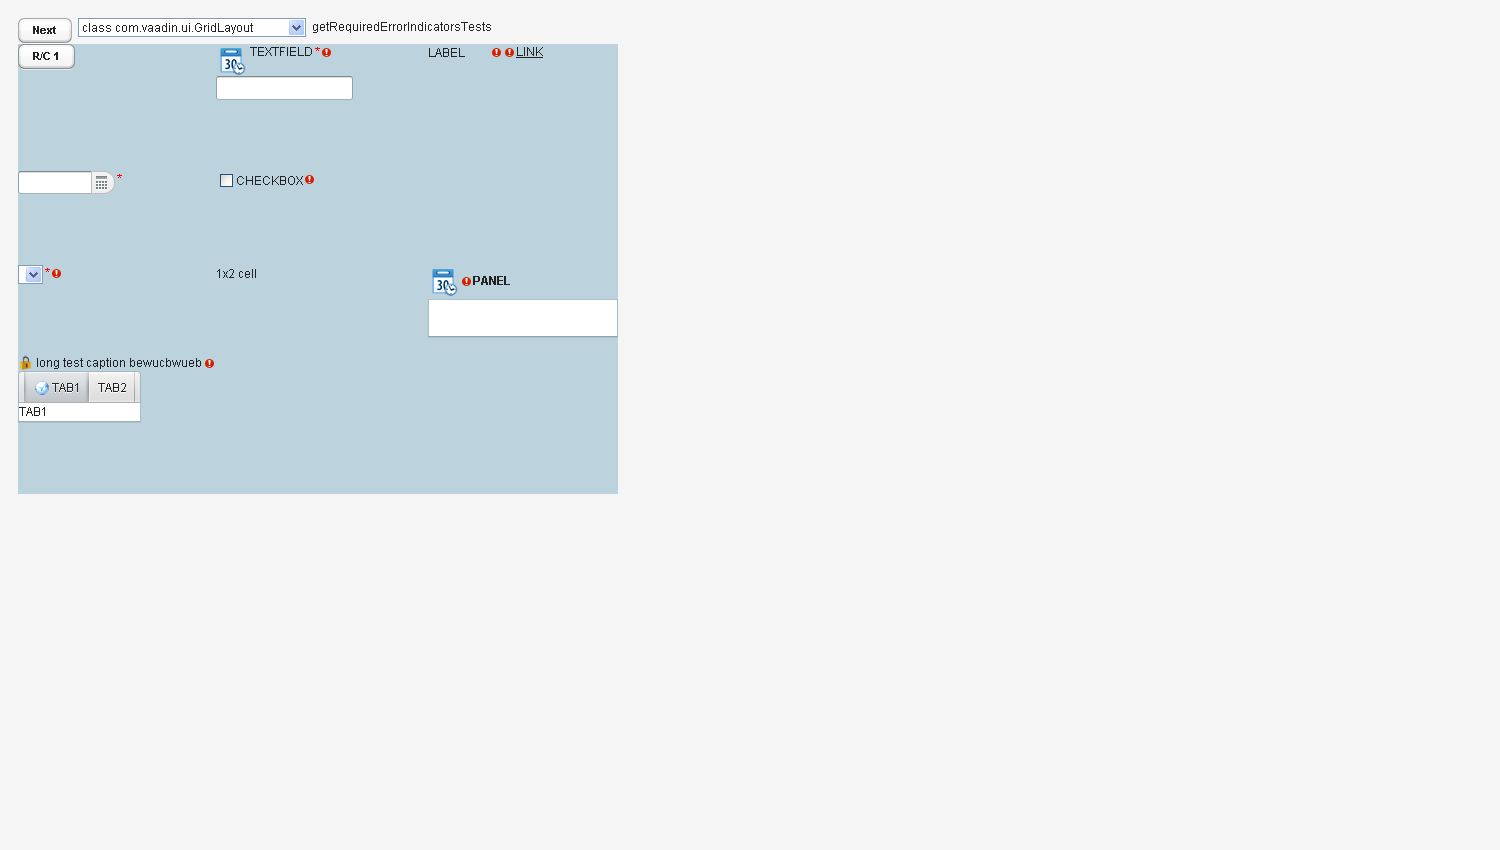 Next class com.vaadin.ui.GridLayout getRequiredErrorIndicatorsTests
R/C 1 30 TEXTFIELD * LABEL LINK
* CHECKBOX
* 1x2 cell 30 PANEL
long test caption bewucbwueb
TAB1 TAB2
TAB1